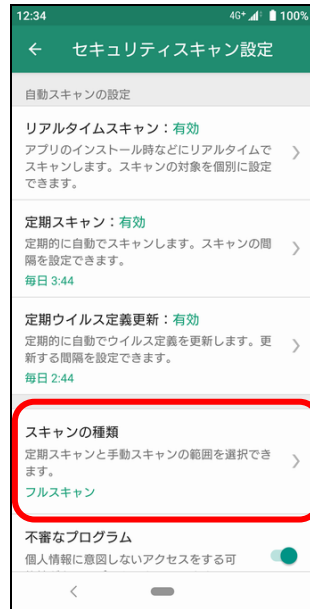 12:34 4G+ 100%
セキュリティスキャン設定
自動スキャンの設定
リアルタイムスキャン：有効
アプリのインストール時などにリアルタイムで
スキャンします。スキャンの対象を個別に設定
できます。
定期スキャン：有効
定期的に自動でスキャンします。スキャンの間
隔を設定できます。
毎日 3:44
定期ウイルス定義更新：有効
定期的に自動でウイルス定義を更新します。更
新する間隔を設定できます。
毎日 2:44
スキャンの種類
定期スキャンと手動スキャンの範囲を選択でき
ます。
フルスキャン
不審なプログラム
個人情報に意図しないアクセスをする可